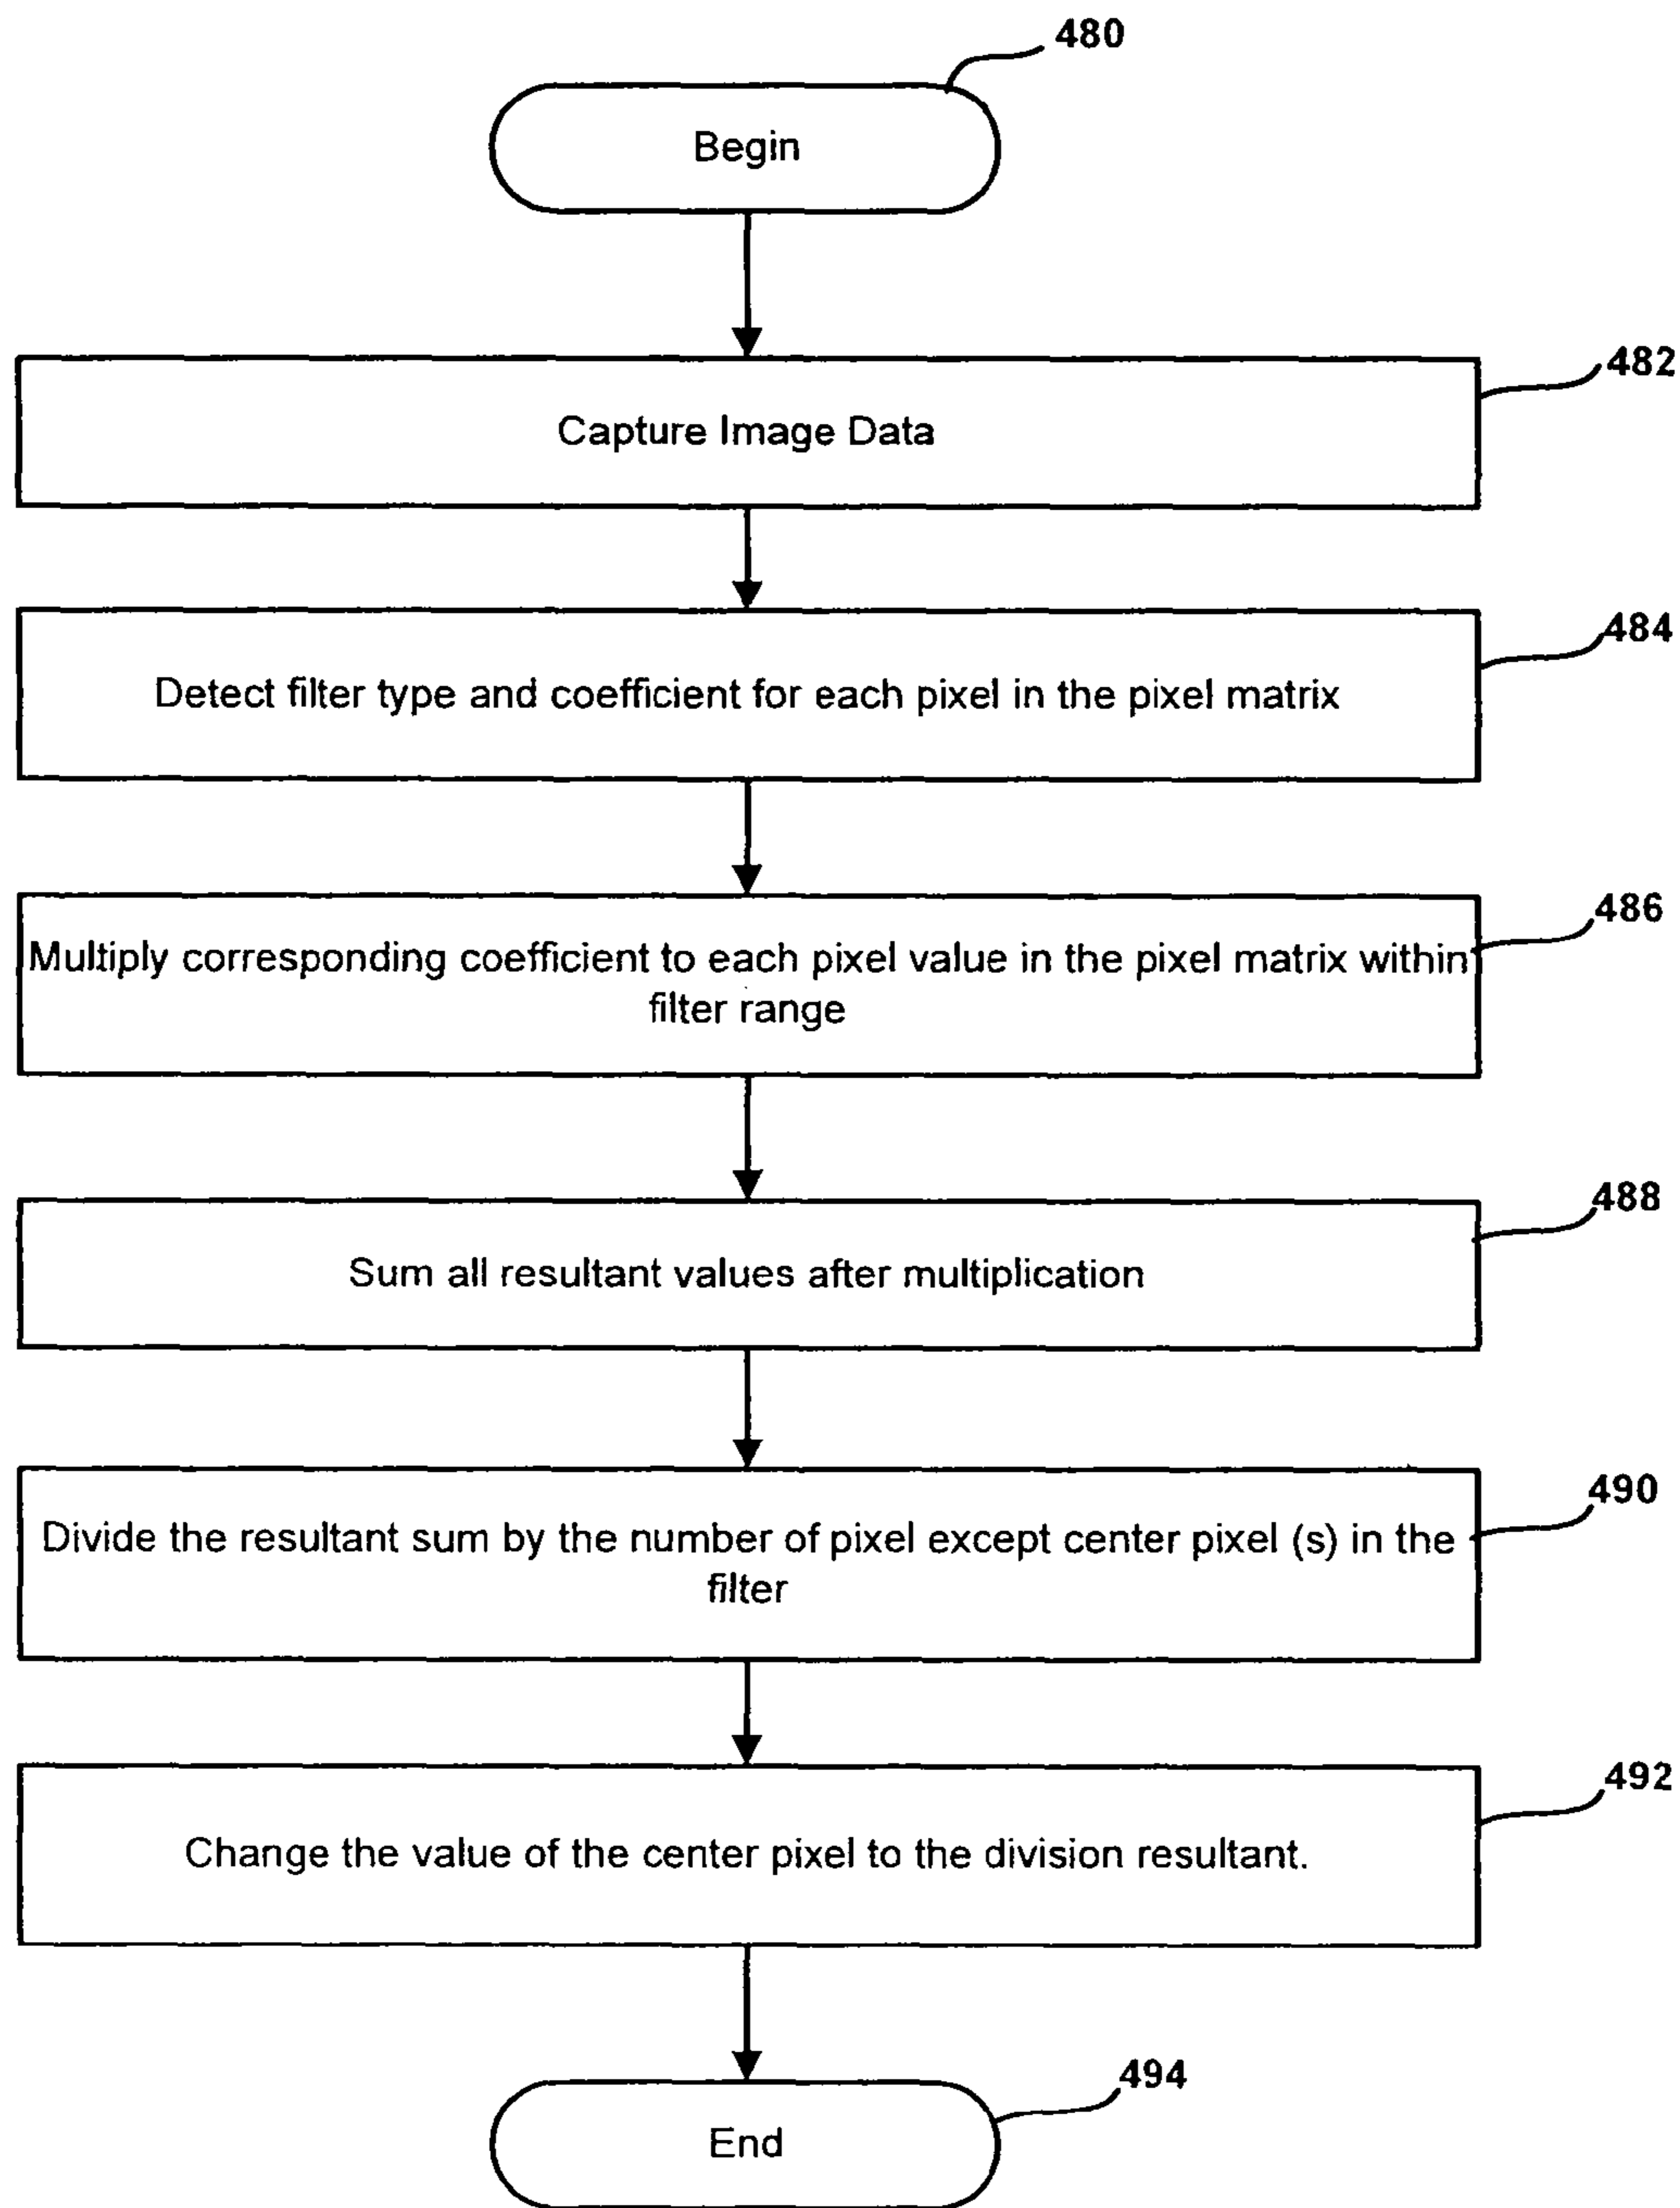 480
Begin
482
Capture Image Data
484
Detect filter type and coefficient for each pixel in the pixel matrix
486
Multiply corresponding coefficient to each pixel value in the pixel matrix within
filter range
488
Sum all resultant values after multiplication
490
Divide the resultant sum by the number of pixel except center pixel (s) in the
filter
492
Change the value of the center pixel to the division resultant.
494
End